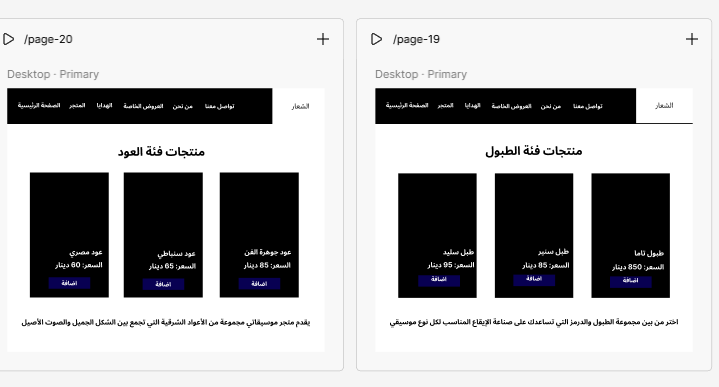 /page-20
Desktop · Primary
الشعار
الصفحة الرئيسية المتجر الهدايا العروض الخاصة من نحن تواصل معنا
منتجات فئة العود
عود جوهرة الفن
السعر: 85 دينار
اضافة
عود سنباطي
السعر: 65 دينار
اضافة
عود مصري
السعر: 60 دينار
اضافة
يقدم متجر موسيقاتي مجموعة من الأعواد الشرقية التي تجمع بين الشكل الجميل والصوت الأصيل
/page-19
Desktop · Primary
الشعار
الصفحة الرئيسية المتجر الهدايا العروض الخاصة من نحن تواصل معنا
منتجات فئة الطبول
طبول تاما
السعر: 850 دينار
اضافة
طبل سنير
السعر: 85 دينار
اضافة
طبل سليد
السعر: 95 دينار
اضافة
اختر من بين مجموعة الطبول والدرمز التي تساعدك على صناعة الإيقاع المناسب لكل نوع موسيقي